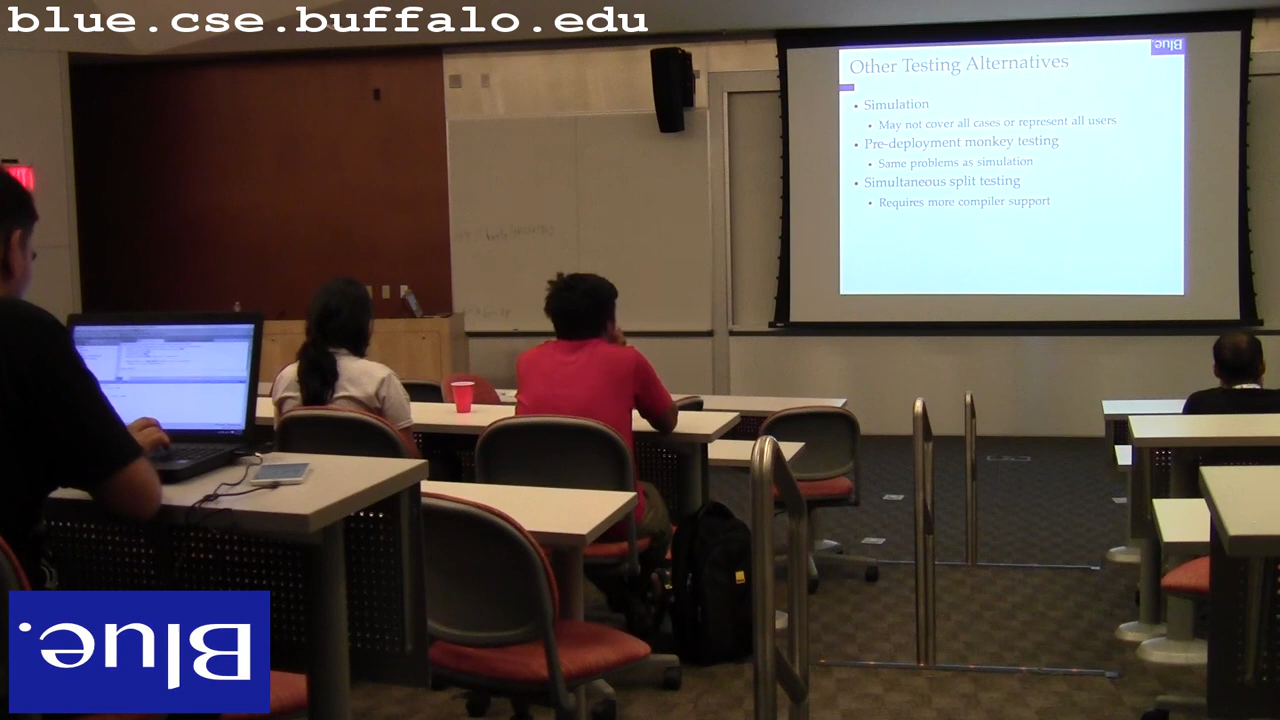 blue.cse.buffalo.edu
Blue.
Other Testing Alternatives
• Simulation
• May not cover all cases or represent all users
• Pre-deployment monkey testing
• Same problems as simulation
• Simultaneous split testing
• Requires more compiler support
Blue.